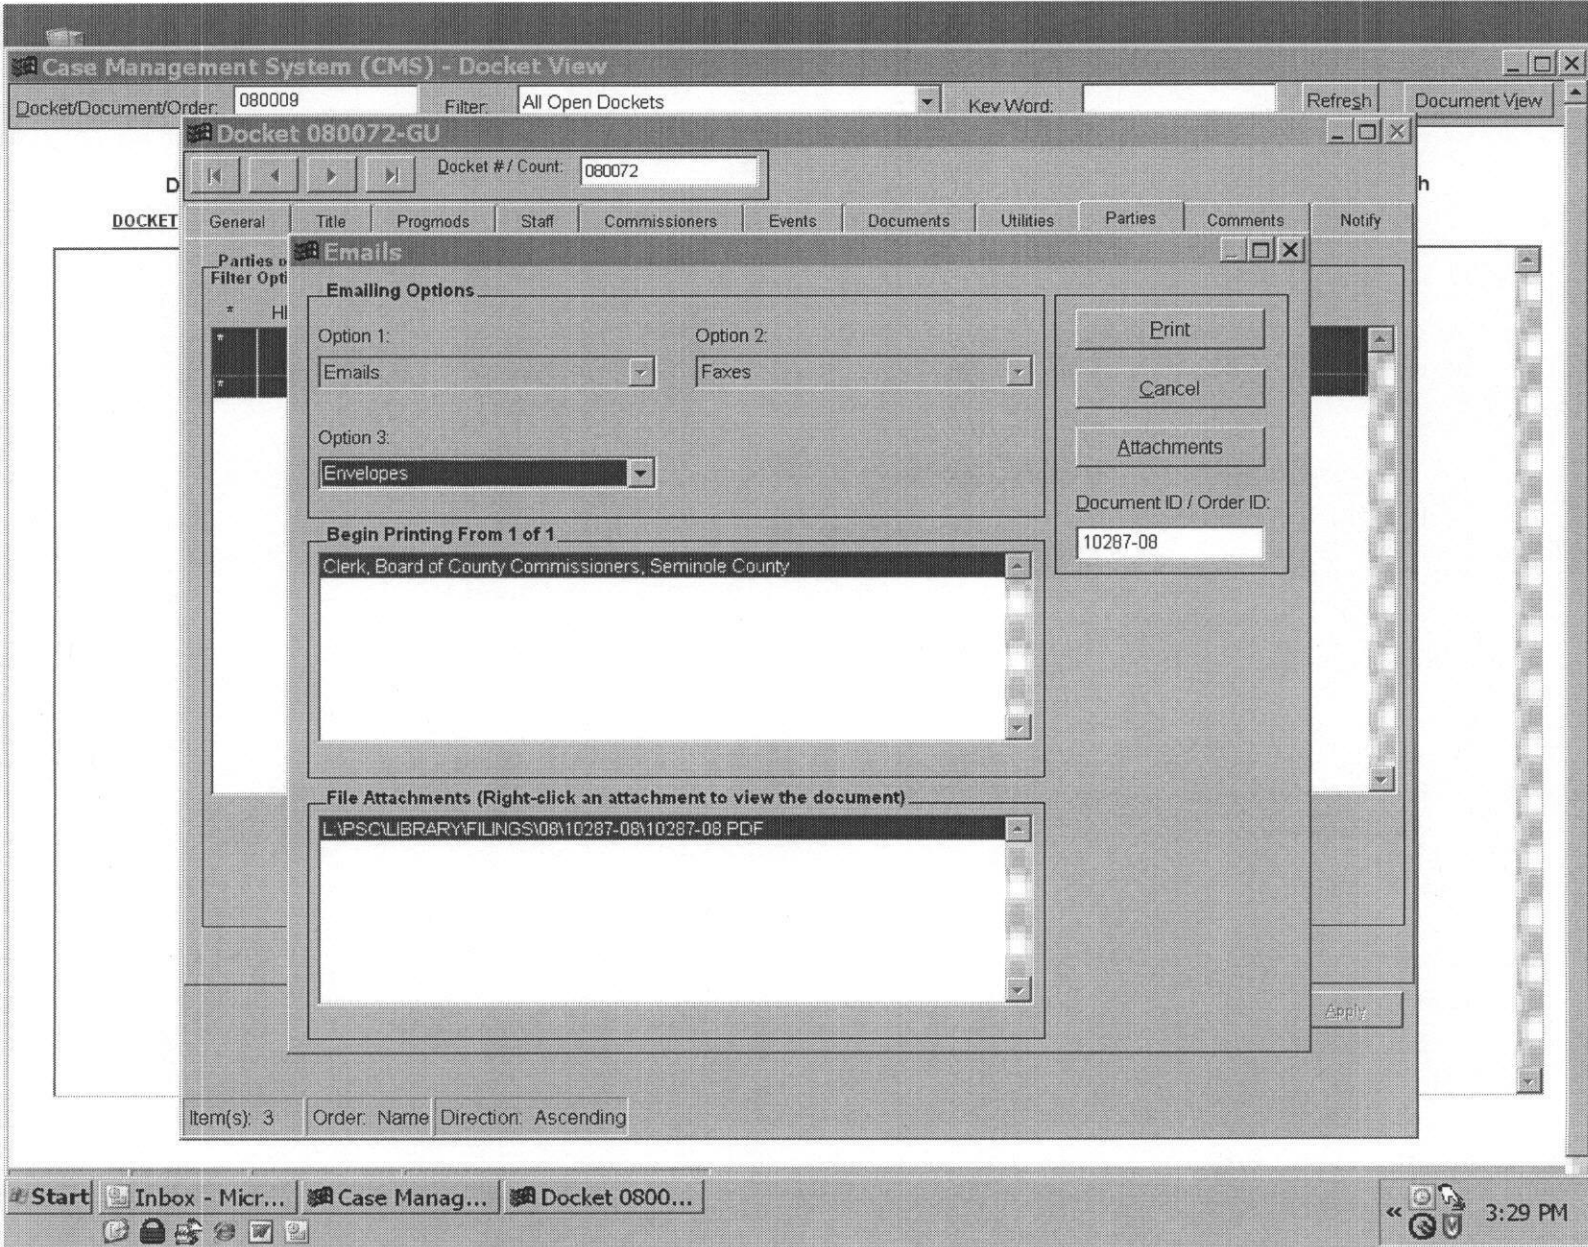 Case Management System (CMS) - Docket View
Docket/Document/Order: 080009 Filter: All Open Dockets Key Word: Refresh Document View
Docket 080072-GU
Docket # / Count: 080072
D h
DOCKET General Title Progmods Staff Commissioners Events Documents Utilities Parties Comments Notify
Parties o
Filter Opti
* HI
*
*
Emails
Emailing Options
Option 1: Option 2:
Emails Faxes
Option 3:
Envelopes
Print
Cancel
Attachments
Document ID / Order ID:
10287-08
Begin Printing From 1 of 1
Clerk, Board of County Commissioners, Seminole County
File Attachments (Right-click an attachment to view the document)
L:\PSC\LIBRARY\FILINGS\08\10287-08\10287-08.PDF
Apply
Item(s): 3 Order: Name Direction: Ascending
Start Inbox - Micr... Case Manag... Docket 0800...
« 3:29 PM